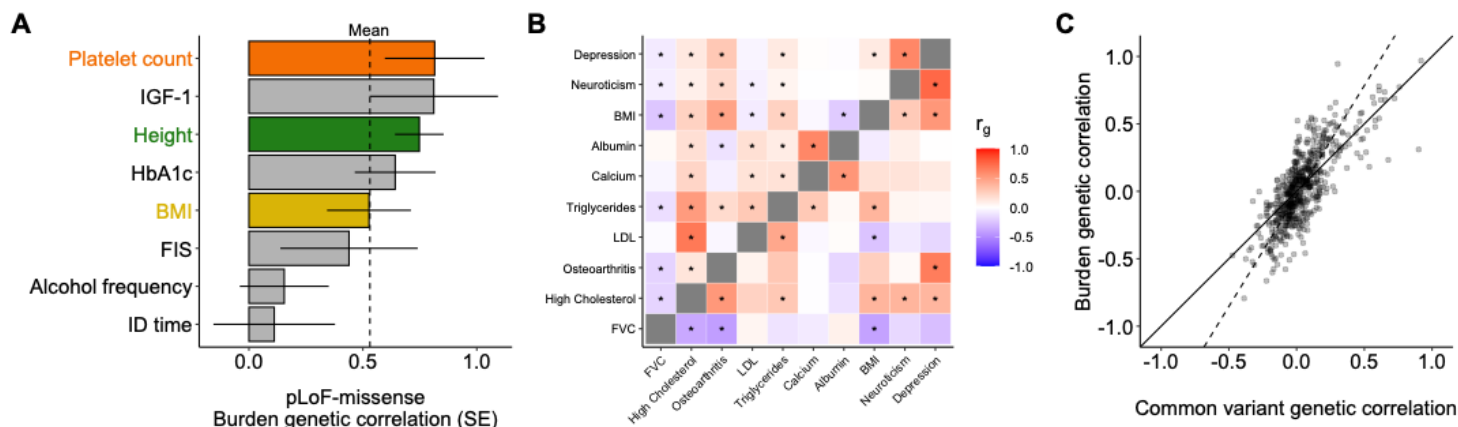 A
Mean
Platelet count
IGF-1
Height
HbA1c
BMI
FIS
Alcohol frequency
ID time
0.0
0.5
1.0
pLoF-missense
Burden genetic correlation (SE)
B
Depression
Neuroticism
BMI
Albumin
Calcium
Triglycerides
LDL
Osteoarthritis
High Cholesterol
FVC
FVC
High Cholesterol
Osteoarthritis
LDL
Triglycerides
Calcium
Albumin
BMI
Neuroticism
Depression
rg
1.0
0.5
0.0
-0.5
-1.0
C
Burden genetic correlation
1.0
0.5
0.0
-0.5
-1.0
-1.0
-0.5
0.0
0.5
1.0
Common variant genetic correlation